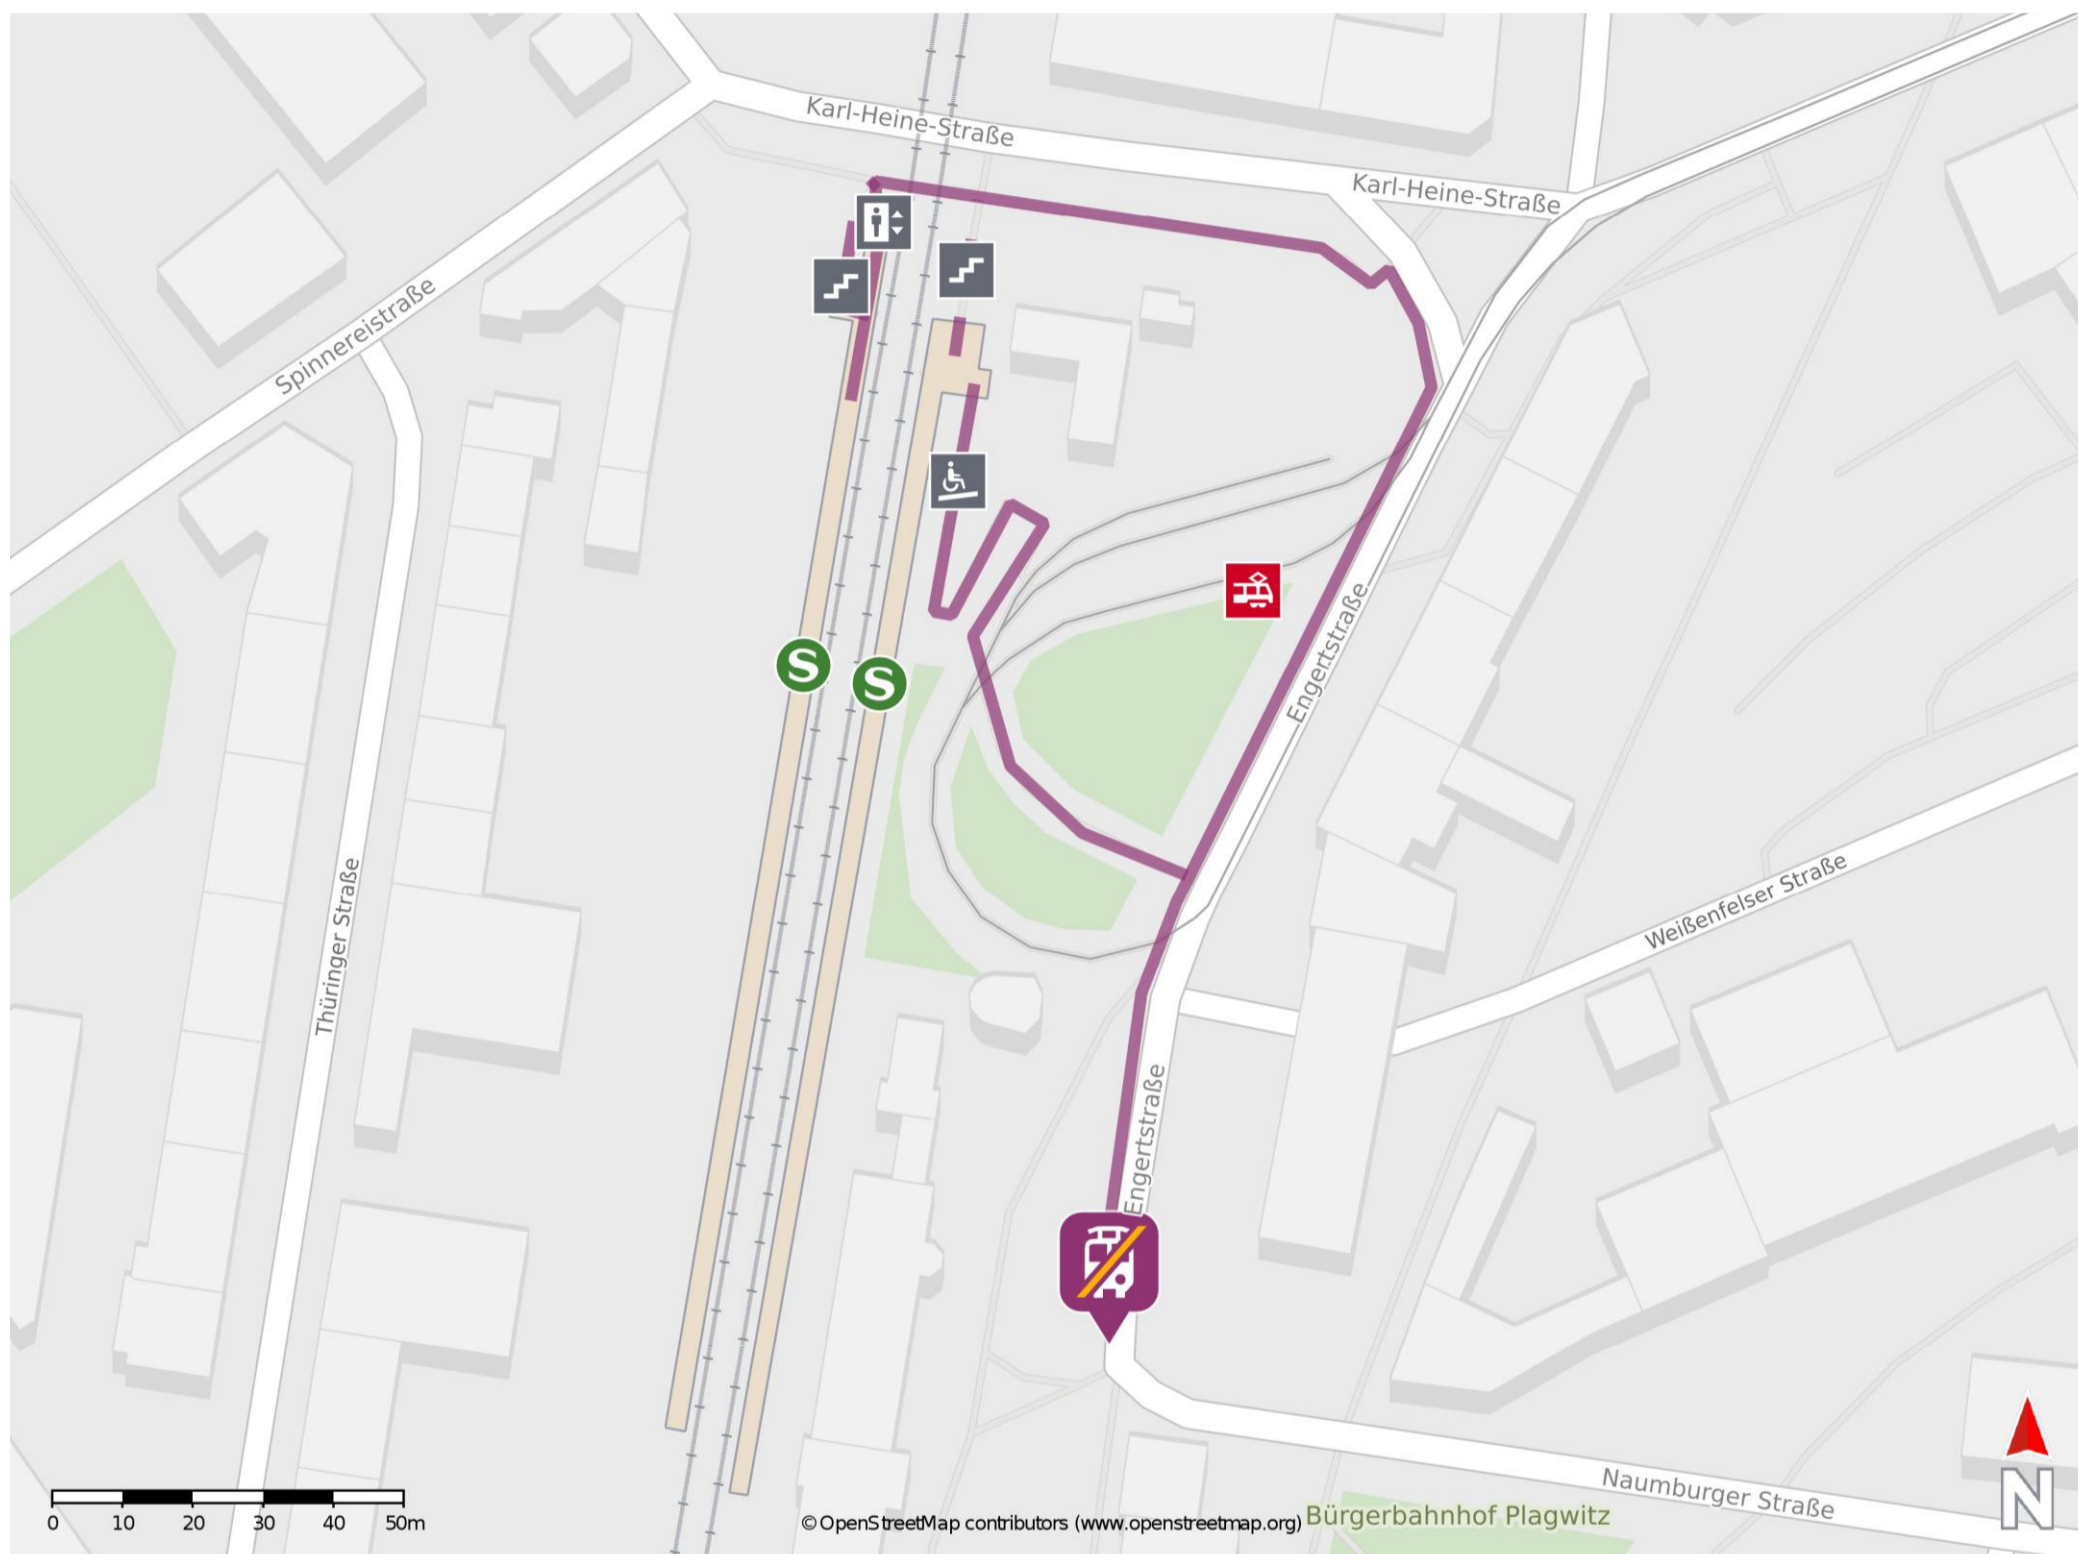 Karl-Heine-Straße
Karl-Heine-Straße
Spinnereistraße
S
S
Engertstraße
Thüringer Straße
Weißenfelser Straße
Engertstraße
Naumburger Straße
Bürgerbahnhof Plagwitz
0 10 20 30 40 50m
©OpenStreetMap contributors (www.openstreetmap.org)
N